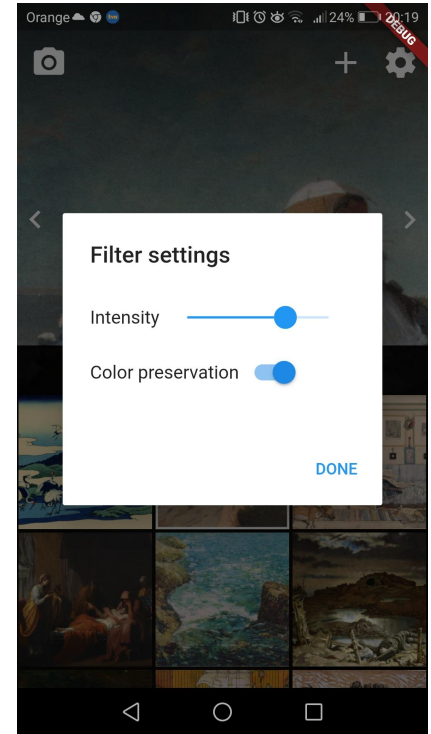 Orange 24% 20:19
DEBUG
Filter settings
Intensity
Color preservation
DONE